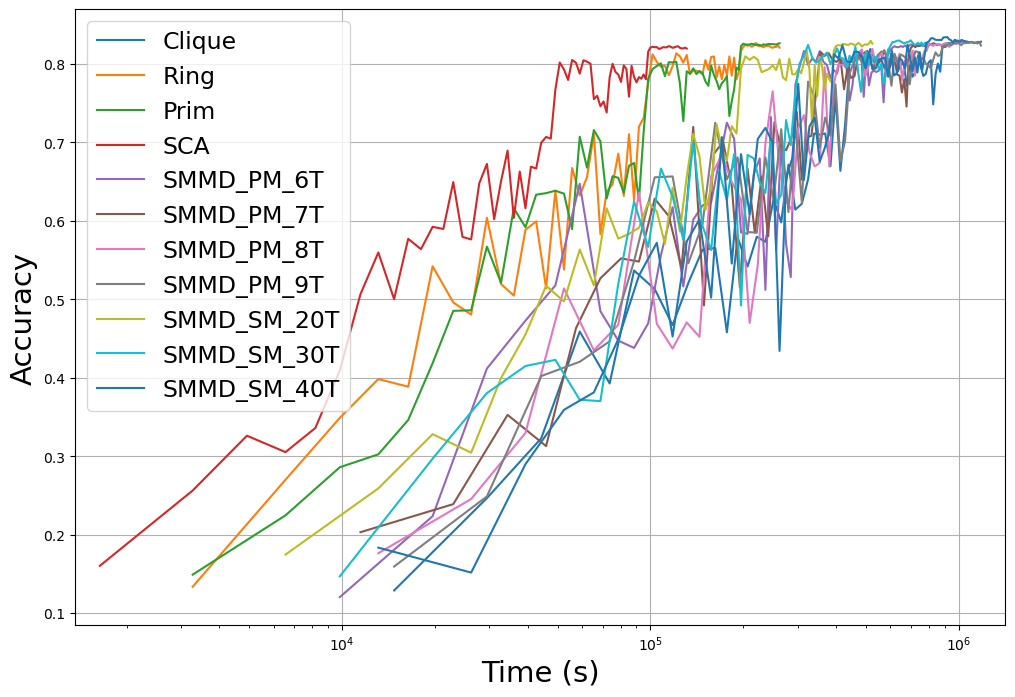 Clique
Ring
Prim
SCA
SMMD_PM_6T
SMMD_PM_7T
SMMD_PM_8T
SMMD_PM_9T
SMMD_SM_20T
SMMD_SM_30T
SMMD_SM_40T
Accuracy
0.8
0.7
0.6
0.5
0.4
0.3
0.2
0.1
10⁴ 10⁵ 10⁶
Time (s)